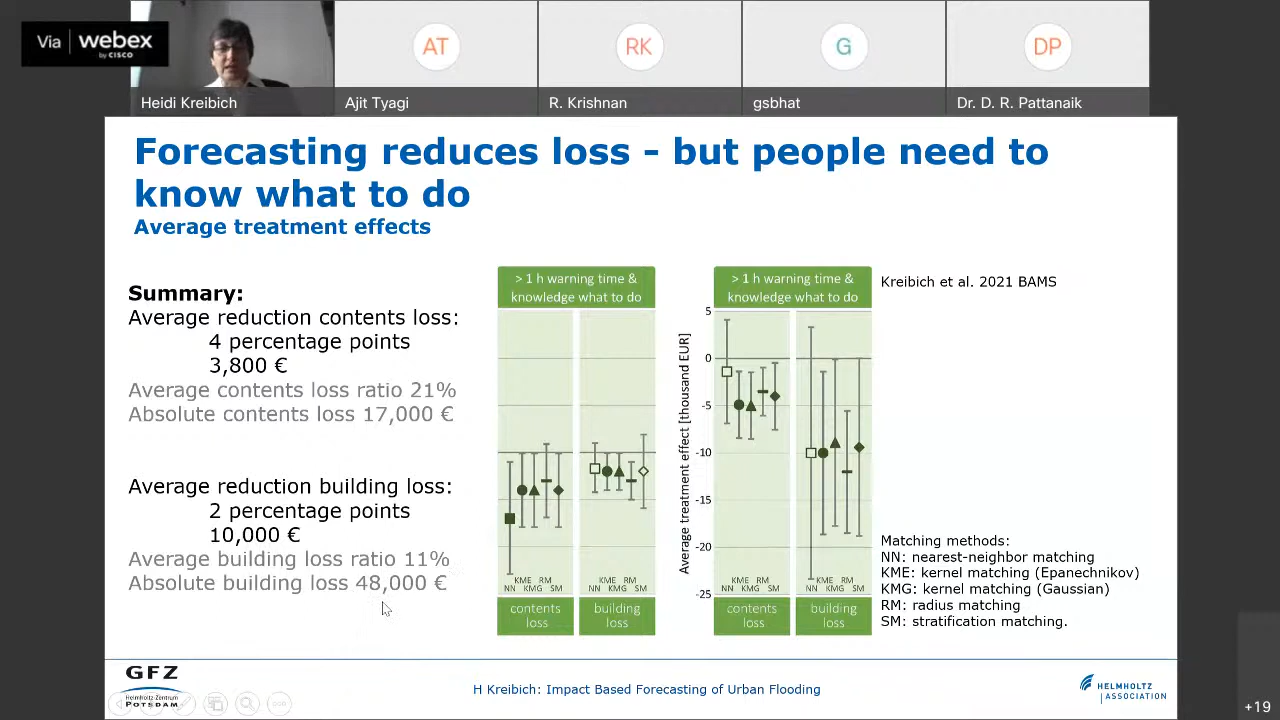 Via webex
by CISCO
AT
RK
G
DP
Heidi Kreibich
Ajit Tyagi
R. Krishnan
gsbhat
Dr. D. R. Pattanaik
Forecasting reduces loss - but people need to
know what to do
Average treatment effects
Summary:
Average reduction contents loss:
4 percentage points
3,800 €
Average contents loss ratio 21%
Absolute contents loss 17,000 €
Average reduction building loss:
2 percentage points
10,000 €
Average building loss ratio 11%
Absolute building loss 48,000 €
> 1 h warning time &
knowledge what to do
KME RM
NN KMG SM
KME RM
NN KMG SM
contents
loss
building
loss
Average treatment effect [thousand EUR]
5
0
-5
-10
-15
-20
-25
> 1 h warning time &
knowledge what to do
KME RM
NN KMG SM
KME RM
NN KMG SM
contents
loss
building
loss
Kreibich et al. 2021 BAMS
Matching methods:
NN: nearest-neighbor matching
KME: kernel matching (Epanechnikov)
KMG: kernel matching (Gaussian)
RM: radius matching
SM: stratification matching.
GFZ
Helmholtz-Zentrum
POTSDAM
H Kreibich: Impact Based Forecasting of Urban Flooding
HELMHOLTZ
ASSOCIATION
+19